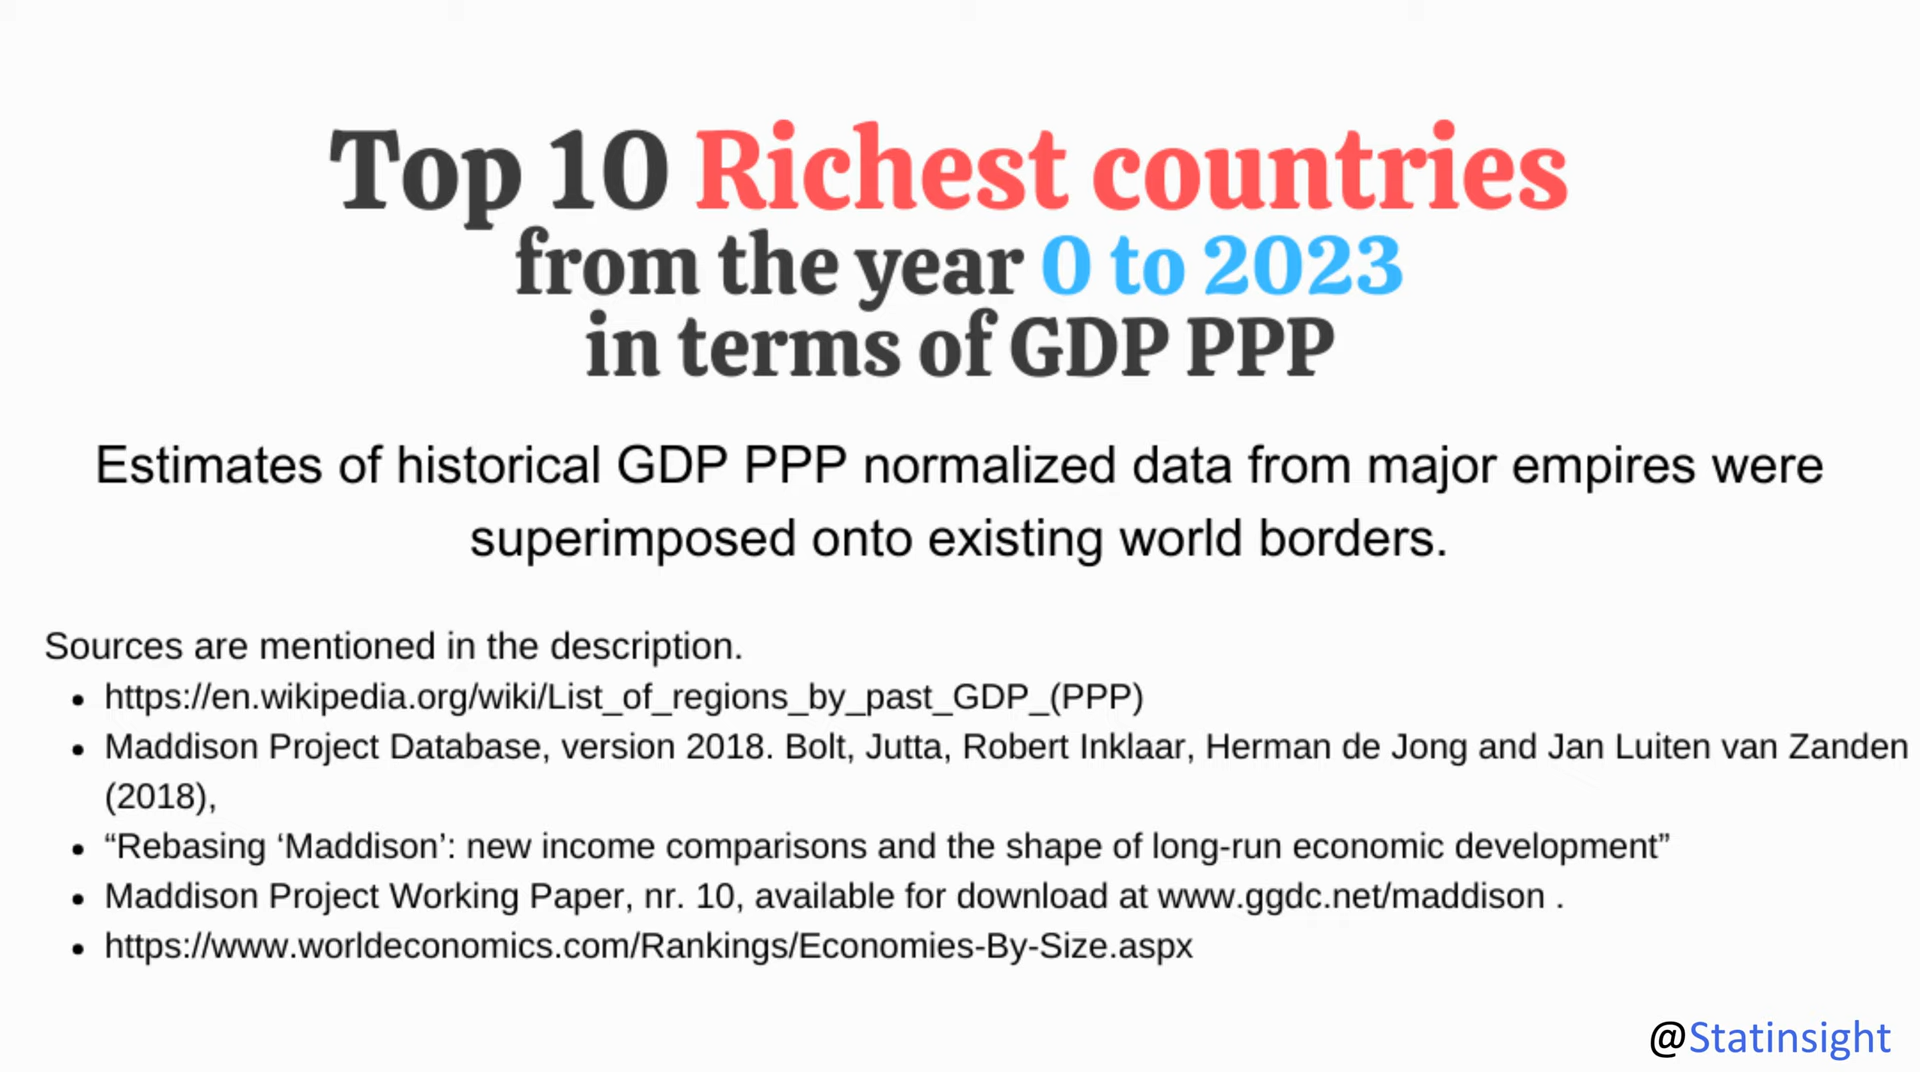 Top 10 Richest countries
from the year 0 to 2023
in terms of GDP PPP
Estimates of historical GDP PPP normalized data from major empires were
superimposed onto existing world borders.
Sources are mentioned in the description.
• https://en.wikipedia.org/wiki/List_of_regions_by_past_GDP_(PPP)
• Maddison Project Database, version 2018. Bolt, Jutta, Robert Inklaar, Herman de Jong and Jan Luiten van Zanden
(2018),
• “Rebasing ‘Maddison’: new income comparisons and the shape of long-run economic development”
• Maddison Project Working Paper, nr. 10, available for download at www.ggdc.net/maddison .
• https://www.worldeconomics.com/Rankings/Economies-By-Size.aspx
@Statinsight